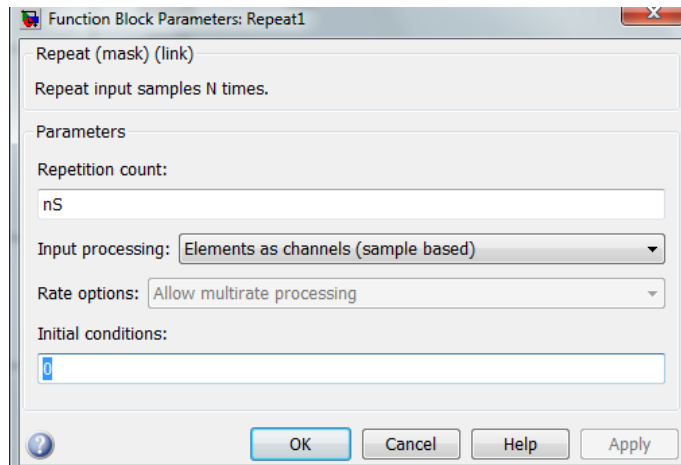 Function Block Parameters: Repeat1
Repeat (mask) (link)
Repeat input samples N times.
Parameters
Repetition count:
nS
Input processing: Elements as channels (sample based)
Rate options: Allow multirate processing
Initial conditions:
0
OK Cancel Help Apply